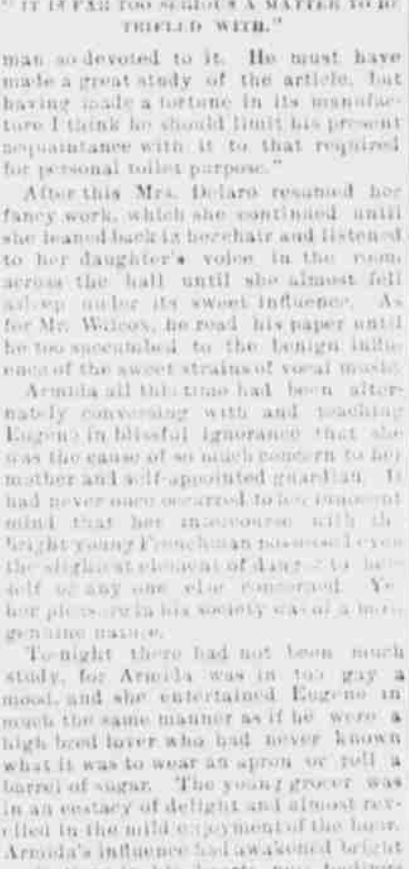 " IT IS FAR TOO SERIOUS A MATTER TO BE
TRIFLED WITH."
man so devoted to it. He must have
made a great study of the article, but
having made a fortune in its manufac-
ture I think he should limit his present
acquaintance with it to that required
for personal toilet purpose."
After this Mrs. Delaro resumed her
fancy work, which she continued until
she leaned back in her chair and listened
to her daughter's voice in the room
across the hall until she almost fell
asleep under its sweet influence. As
for Mr. Wilcox, he read his paper until
he too succumbed to the benign influ-
ence of the sweet strains of vocal music.
Armida all this time had been alter-
nately conversing with and teaching
Eugene in blissful ignorance that she
was the cause of so much concern to her
mother and self-appointed guardian. It
had never once occurred to her innocent
mind that her intercourse with the
bright young Frenchman possessed even
the slightest element of danger to her-
self or any one else concerned. Yet
her pleasure in his society was of a most
genuine nature.
To-night there had not been much
study, for Armida was in too gay a
mood, and she entertained Eugene in
much the same manner as if he were a
high bred lover who had never known
what it was to wear an apron or roll a
barrel of sugar. The young grocer was
in an ecstacy of delight and almost rev-
elled in the mild enjoyment of the hour.
Armida's influence had awakened bright